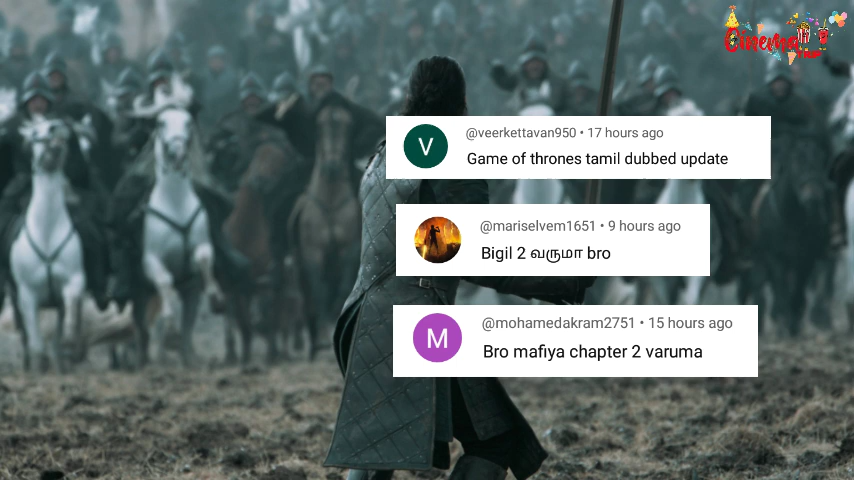 Cinema
@veerkettavan950 • 17 hours ago
V
Game of thrones tamil dubbed update
@mariselvem1651 • 9 hours ago
Bigil 2 வருமா bro
@mohamedakram2751 • 15 hours ago
M
Bro mafiya chapter 2 varuma